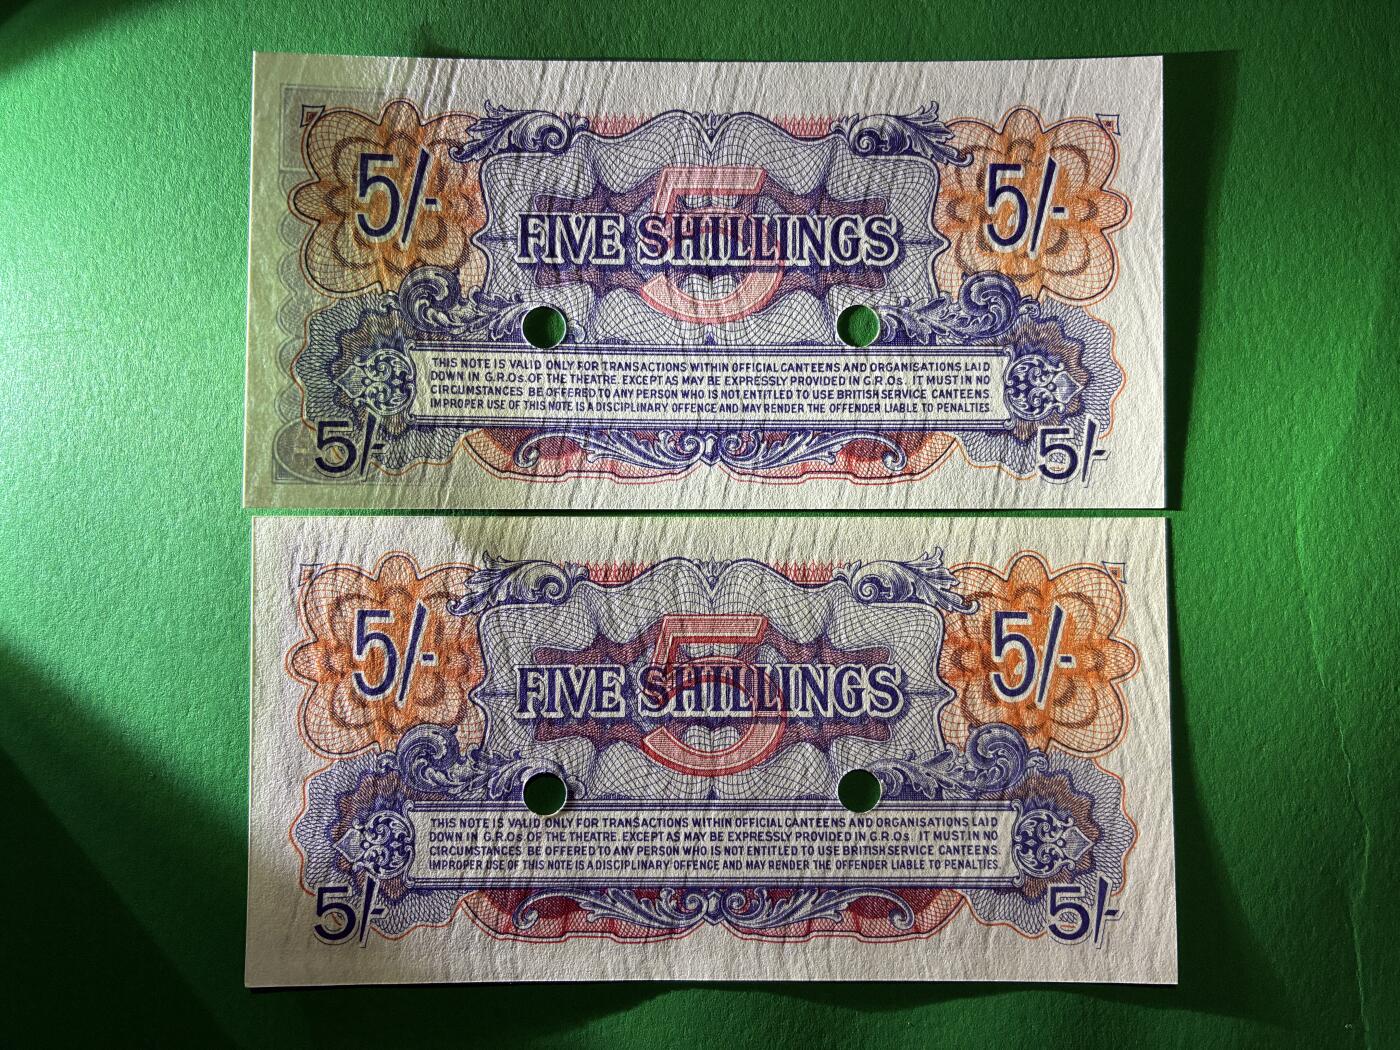 5/- 5/-
5
FIVE SHILLINGS
THIS NOTE IS VALID ONLY FOR TRANSACTIONS WITHIN OFFICIAL CANTEENS AND ORGANISATIONS LAID
DOWN IN G.R.Os. OF THE THEATRE. EXCEPT AS MAY BE EXPRESSLY PROVIDED IN G.R.Os. IT MUST IN NO
CIRCUMSTANCES BE OFFERED TO ANY PERSON WHO IS NOT ENTITLED TO USE BRITISH SERVICE CANTEENS.
IMPROPER USE OF THIS NOTE IS A DISCIPLINARY OFFENCE AND MAY RENDER THE OFFENDER LIABLE TO PENALTIES.
5/- 5/-
5/- 5/-
5
FIVE SHILLINGS
THIS NOTE IS VALID ONLY FOR TRANSACTIONS WITHIN OFFICIAL CANTEENS AND ORGANISATIONS LAID
DOWN IN G.R.Os. OF THE THEATRE. EXCEPT AS MAY BE EXPRESSLY PROVIDED IN G.R.Os. IT MUST IN NO
CIRCUMSTANCES BE OFFERED TO ANY PERSON WHO IS NOT ENTITLED TO USE BRITISH SERVICE CANTEENS.
IMPROPER USE OF THIS NOTE IS A DISCIPLINARY OFFENCE AND MAY RENDER THE OFFENDER LIABLE TO PENALTIES.
5/- 5/-